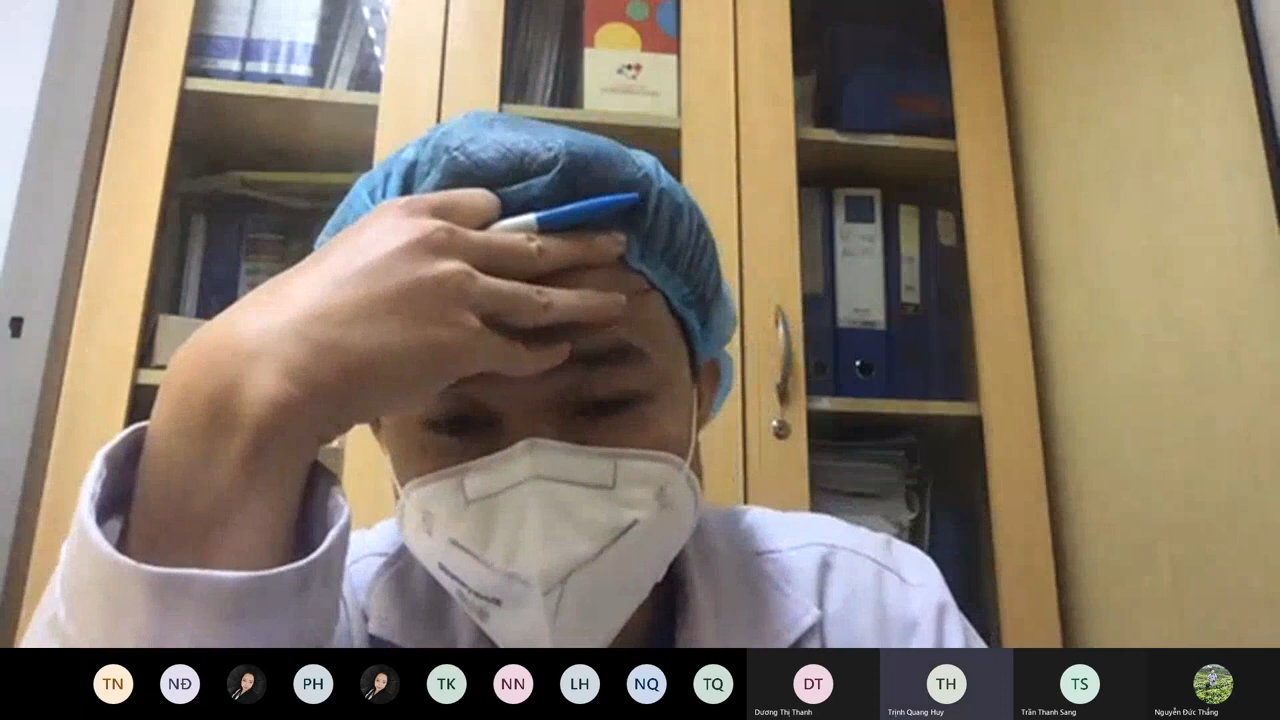 TN
NĐ
PH
TK
NN
LH
NQ
TQ
DT
TH
TS
Dương Thị Thanh
Trịnh Quang Huy
Trần Thanh Sang
Nguyễn Đức Thắng